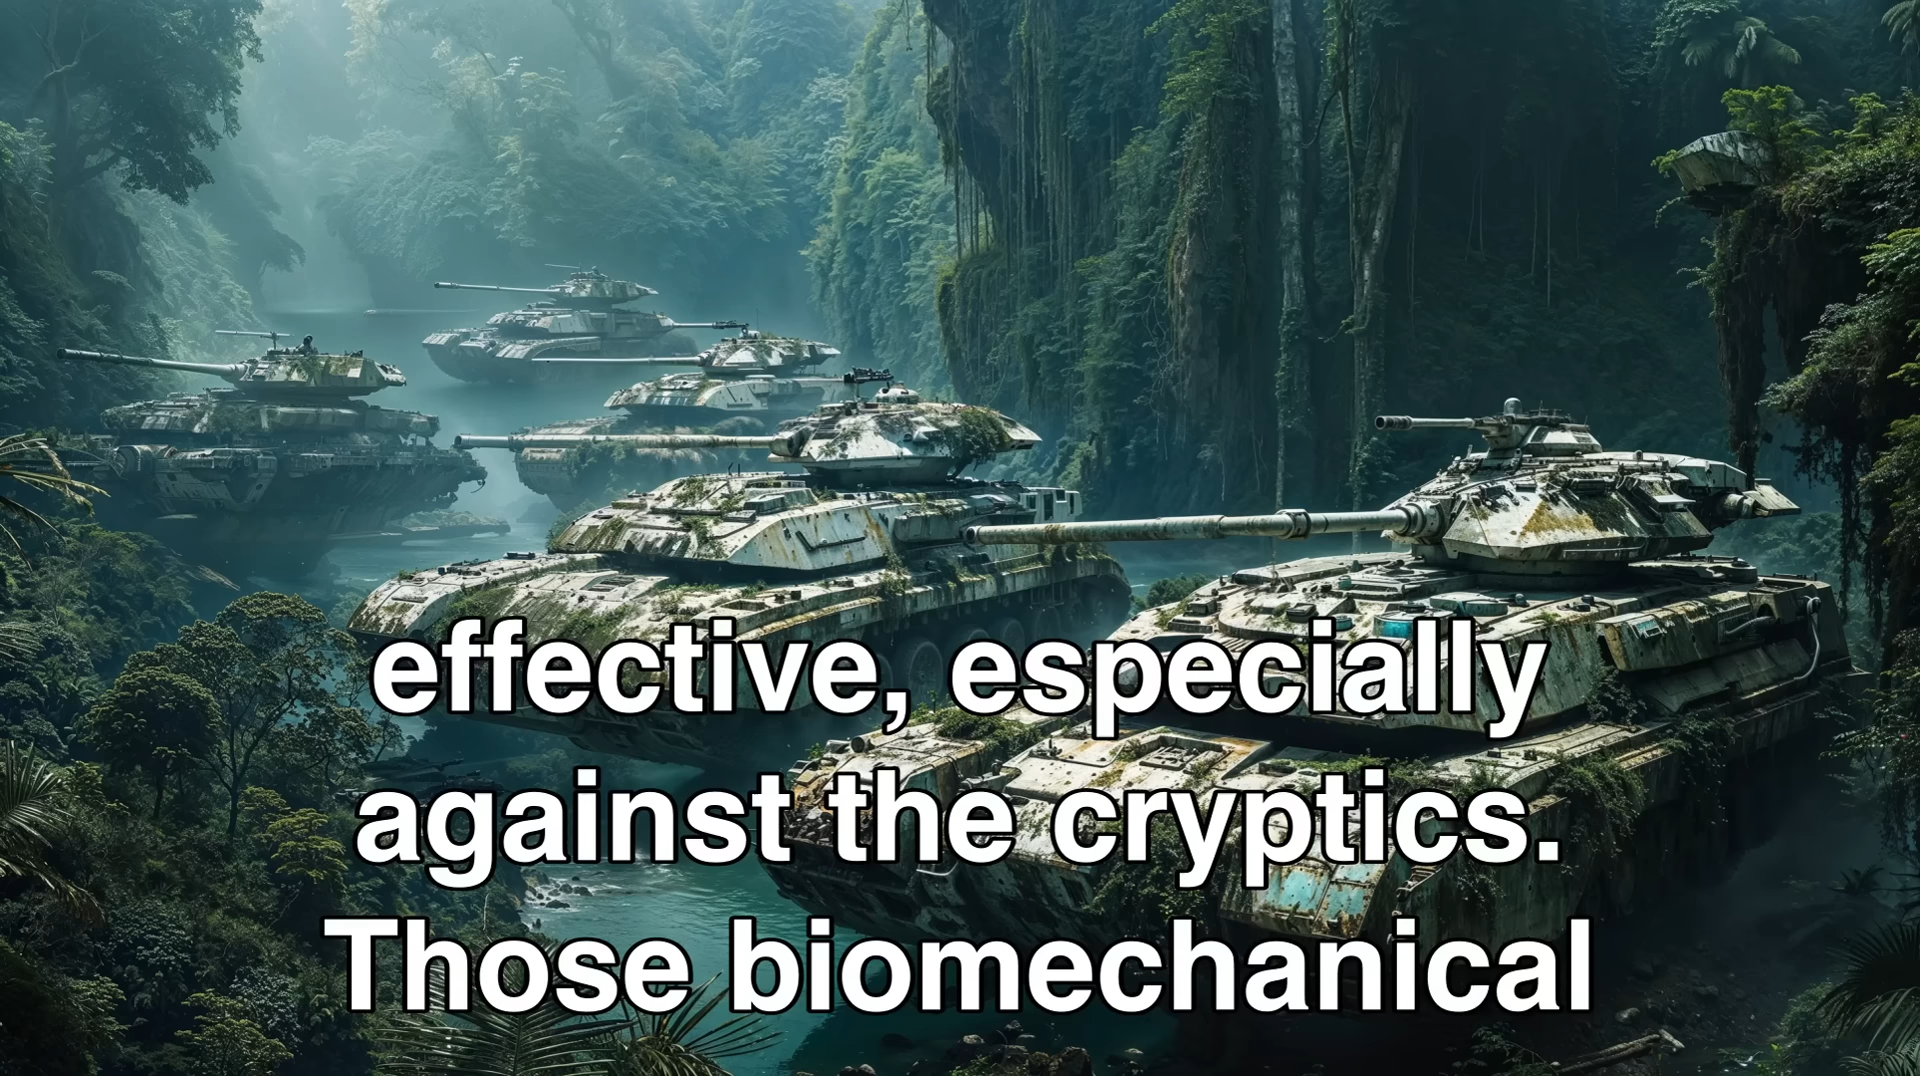 effective, especially
against the cryptics.
Those biomechanical